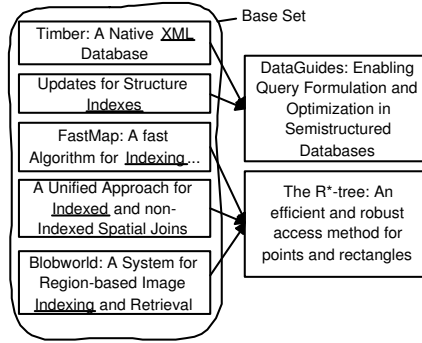 Base Set
Timber: A Native XML
Database
Updates for Structure
Indexes
FastMap: A fast
Algorithm for Indexing...
A Unified Approach for
Indexed and non-
Indexed Spatial Joins
Blobworld: A System for
Region-based Image
Indexing and Retrieval
DataGuides: Enabling
Query Formulation and
Optimization in
Semistructured
Databases
The R*-tree: An
efficient and robust
access method for
points and rectangles